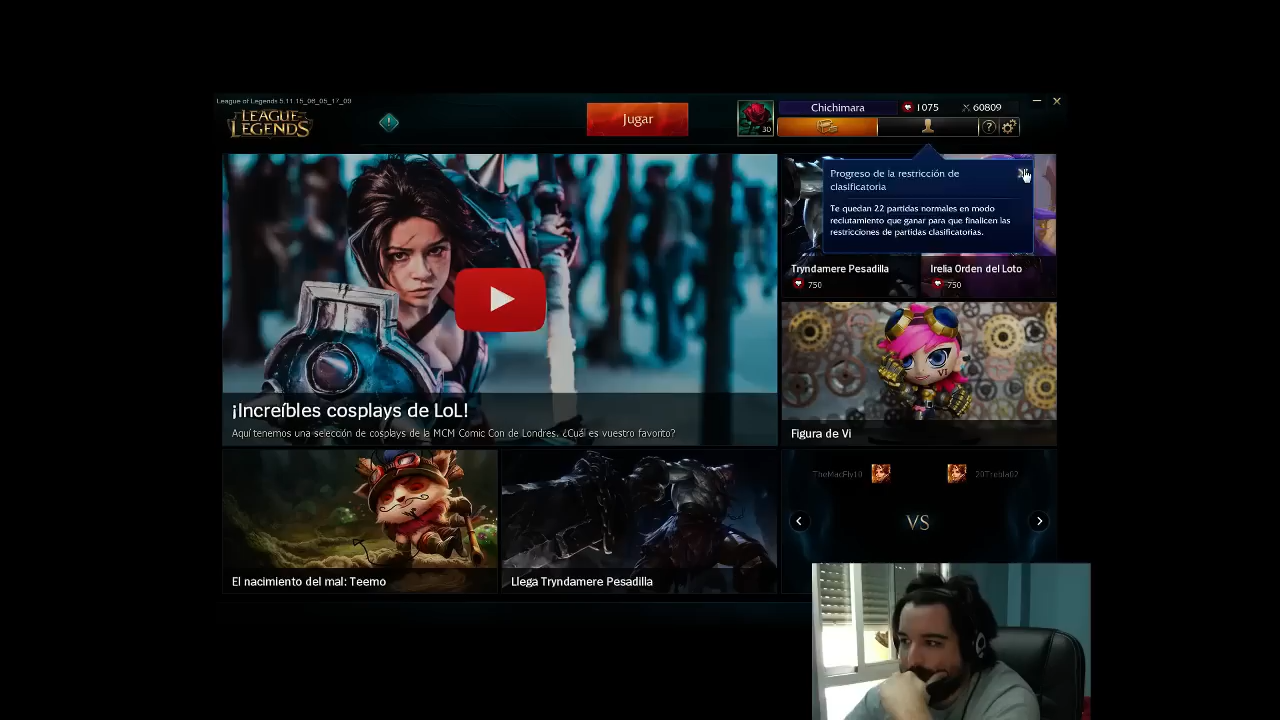 League of Legends 5.11.15_06_05_17_09
LEAGUE of LEGENDS
!
Jugar
30
Chichimara
1075
60809
?
Progreso de la restricción de
clasificatoria
Te quedan 22 partidas normales en modo
reclutamiento que ganar para que finalicen las
restricciones de partidas clasificatorias.
Tryndamere Pesadilla
750
Irelia Orden del Loto
750
¡Increíbles cosplays de LoL!
Aquí tenemos una selección de cosplays de la MCM Comic Con de Londres. ¿Cuál es vuestro favorito?
VI
Figura de Vi
El nacimiento del mal: Teemo
Llega Tryndamere Pesadilla
TheMacFly10
20Trebla02
VS